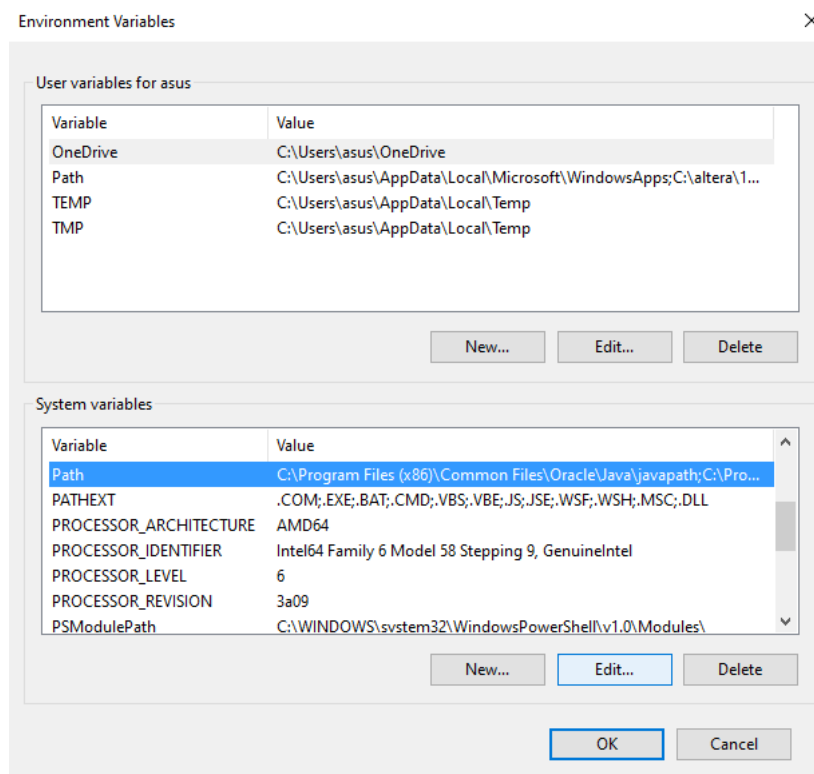 Environment Variables
User variables for asus
Variable Value
OneDrive C:\Users\asus\OneDrive
Path C:\Users\asus\AppData\Local\Microsoft\WindowsApps;C:\altera\1...
TEMP C:\Users\asus\AppData\Local\Temp
TMP C:\Users\asus\AppData\Local\Temp
New... Edit... Delete
System variables
Variable Value
Path C:\Program Files (x86)\Common Files\Oracle\Java\javapath;C:\Pro...
PATHEXT .COM;.EXE;.BAT;.CMD;.VBS;.VBE;.JS;.JSE;.WSF;.WSH;.MSC;.DLL
PROCESSOR_ARCHITECTURE AMD64
PROCESSOR_IDENTIFIER Intel64 Family 6 Model 58 Stepping 9, GenuineIntel
PROCESSOR_LEVEL 6
PROCESSOR_REVISION 3a09
PSModulePath C:\WINDOWS\system32\WindowsPowerShell\v1.0\Modules\
New... Edit... Delete
OK Cancel